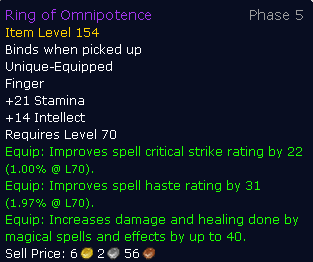 Ring of Omnipotence Phase 5
Item Level 154
Binds when picked up
Unique-Equipped
Finger
+21 Stamina
+14 Intellect
Requires Level 70
Equip: Improves spell critical strike rating by 22
(1.00% @ L70).
Equip: Improves spell haste rating by 31
(1.97% @ L70).
Equip: Increases damage and healing done by
magical spells and effects by up to 40.
Sell Price: 6 2 56